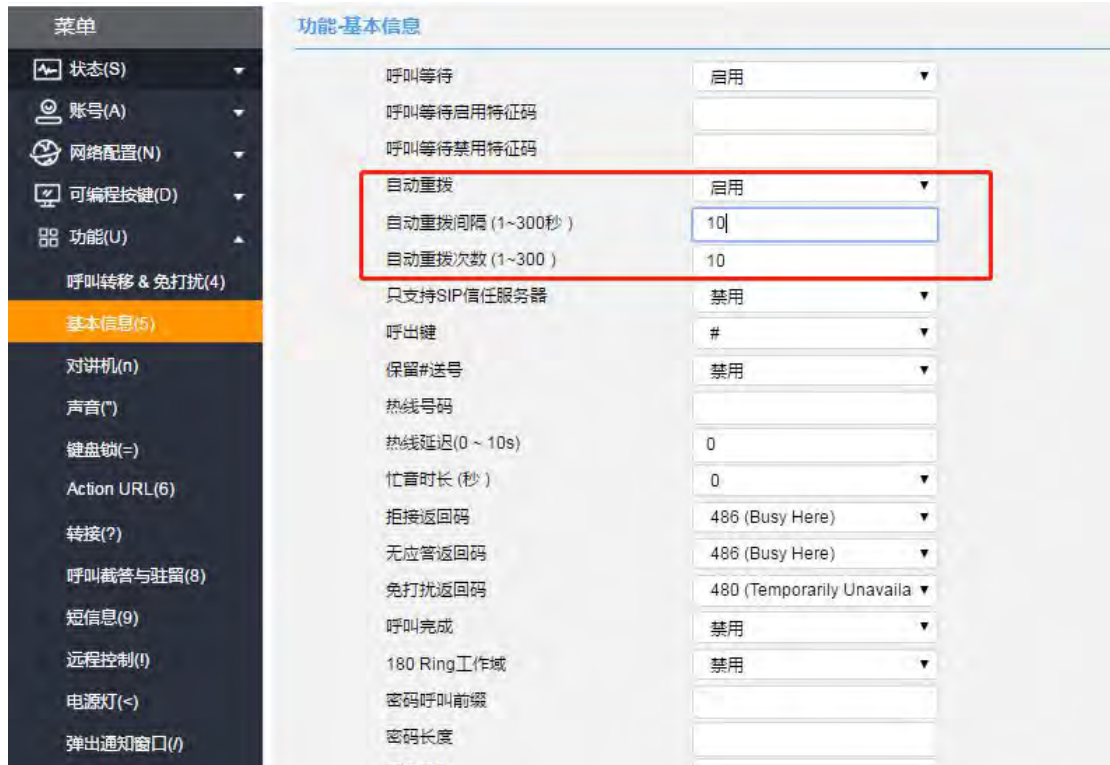 菜单
状态(S)
账号(A)
网络配置(N)
可编程按键(D)
功能(U)
呼叫转移 & 免打扰(4)
基本信息(5)
对讲机(n)
声音(")
键盘锁(=)
Action URL(6)
转接(?)
呼叫截答与驻留(8)
短信息(9)
远程控制(!)
电源灯(<)
弹出通知窗口(/)
功能-基本信息
呼叫等待 启用
呼叫等待启用特征码
呼叫等待禁用特征码
自动重拨 启用
自动重拨间隔 (1~300秒 ) 10
自动重拨次数 (1~300 ) 10
只支持SIP信任服务器 禁用
呼出键 #
保留#送号 禁用
热线号码
热线延迟(0 ~ 10s) 0
忙音时长 (秒 ) 0
拒接返回码 486 (Busy Here)
无应答返回码 486 (Busy Here)
免打扰返回码 480 (Temporarily Unavaila
呼叫完成 禁用
180 Ring工作域 禁用
密码呼叫前缀
密码长度